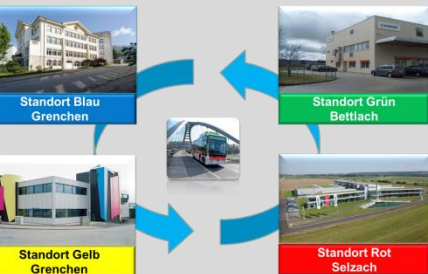 Standort Blau
Grenchen
Standort Grün
Bettlach
Standort Gelb
Grenchen
Standort Rot
Selzach